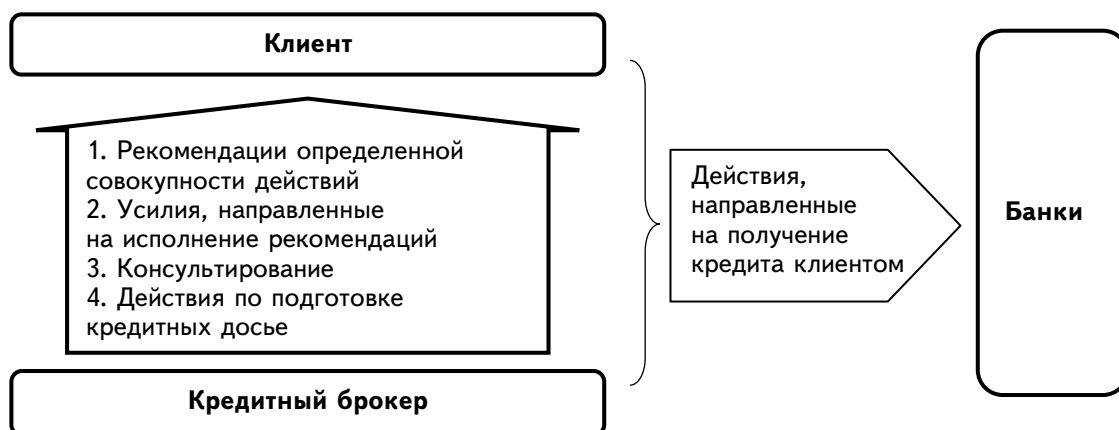 Клиент
1. Рекомендации определенной
совокупности действий
2. Усилия, направленные
на исполнение рекомендаций
3. Консультирование
4. Действия по подготовке
кредитных досье
Кредитный брокер
Действия,
направленные
на получение
кредита клиентом
Банки